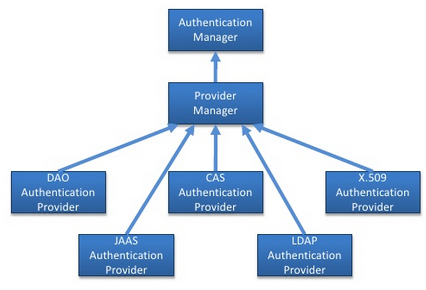 Authentication
Manager
Provider
Manager
DAO
Authentication
Provider
CAS
Authentication
Provider
X.509
Authentication
Provider
JAAS
Authentication
Provider
LDAP
Authentication
Provider